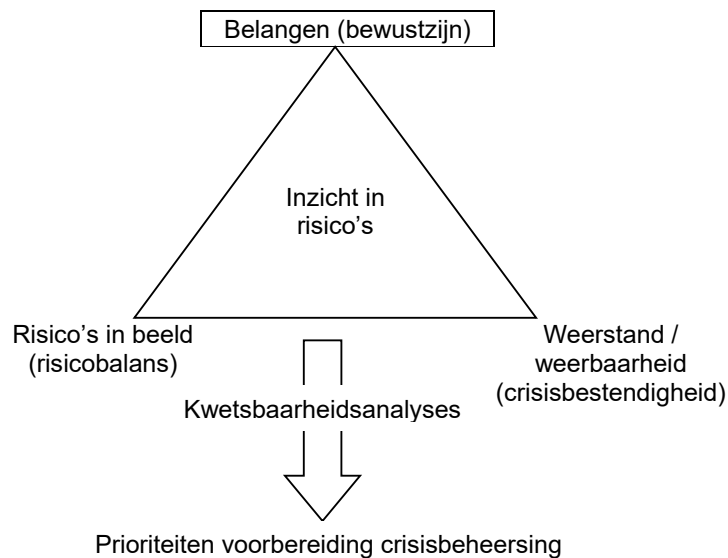 Belangen (bewustzijn)
Inzicht in
risico’s
Risico’s in beeld
(risicobalans)
Weerstand /
weerbaarheid
(crisisbestendigheid)
Kwetsbaarheidsanalyses
Prioriteiten voorbereiding crisisbeheersing